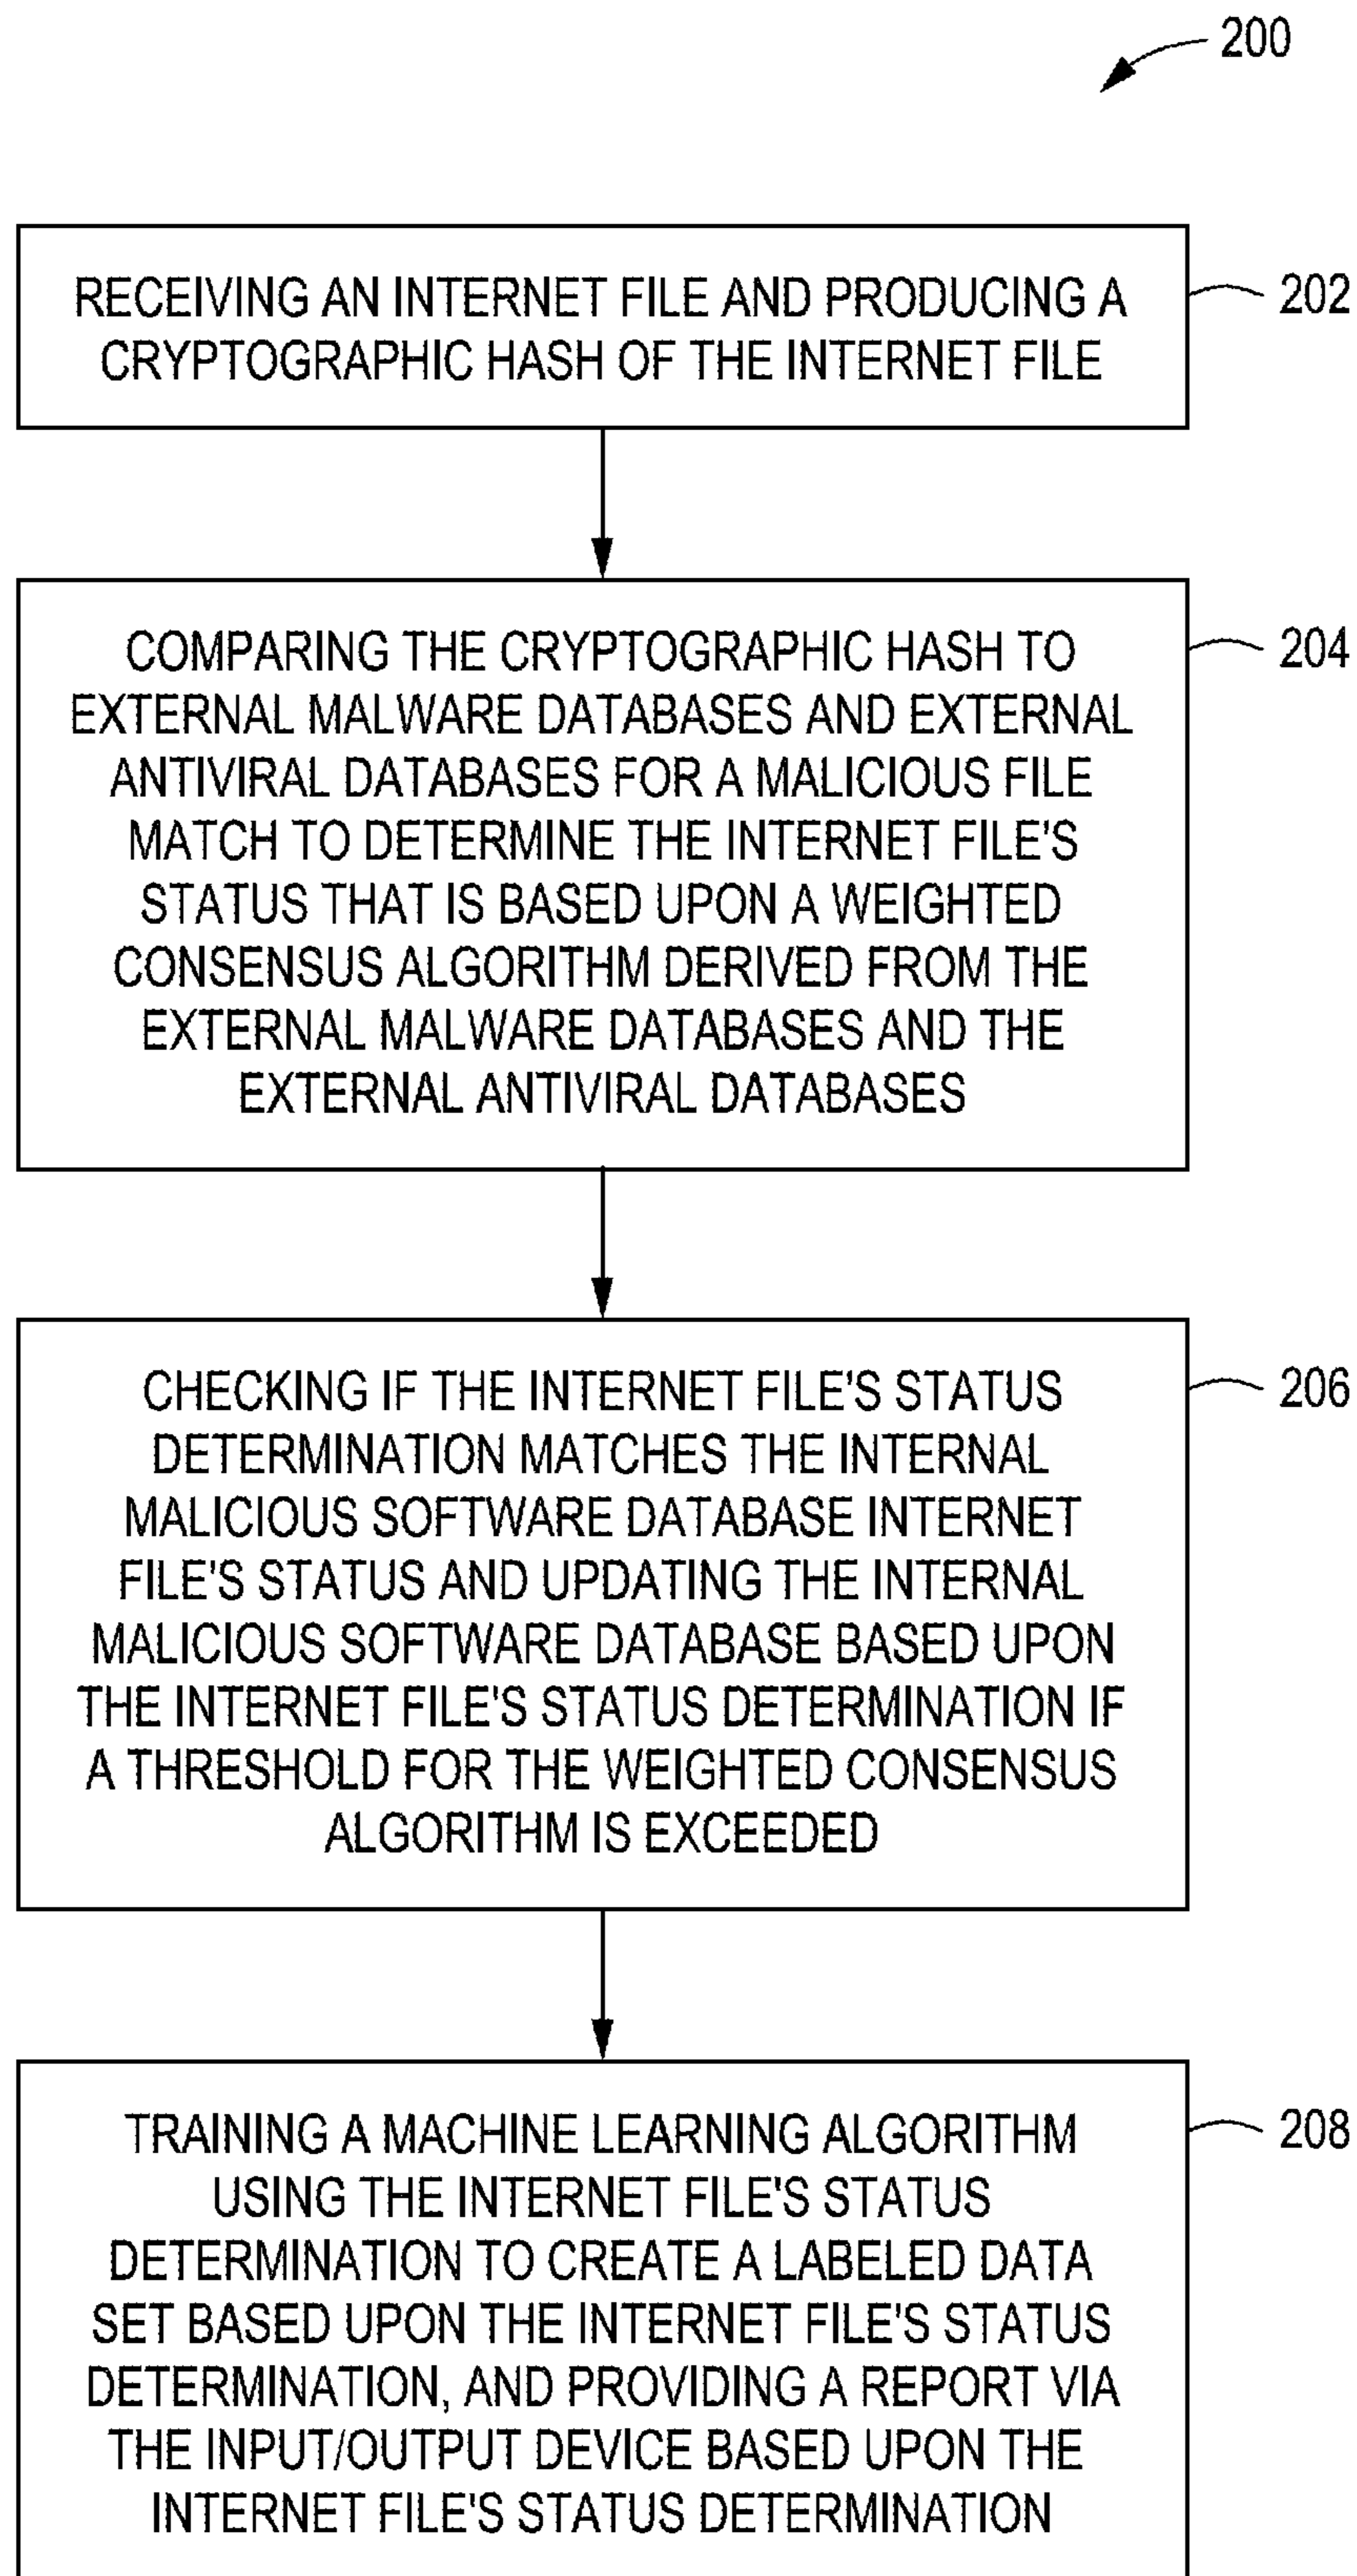 200
RECEIVING AN INTERNET FILE AND PRODUCING A
CRYPTOGRAPHIC HASH OF THE INTERNET FILE
202
COMPARING THE CRYPTOGRAPHIC HASH TO
EXTERNAL MALWARE DATABASES AND EXTERNAL
ANTIVIRAL DATABASES FOR A MALICIOUS FILE
MATCH TO DETERMINE THE INTERNET FILE'S
STATUS THAT IS BASED UPON A WEIGHTED
CONSENSUS ALGORITHM DERIVED FROM THE
EXTERNAL MALWARE DATABASES AND THE
EXTERNAL ANTIVIRAL DATABASES
204
CHECKING IF THE INTERNET FILE'S STATUS
DETERMINATION MATCHES THE INTERNAL
MALICIOUS SOFTWARE DATABASE INTERNET
FILE'S STATUS AND UPDATING THE INTERNAL
MALICIOUS SOFTWARE DATABASE BASED UPON
THE INTERNET FILE'S STATUS DETERMINATION IF
A THRESHOLD FOR THE WEIGHTED CONSENSUS
ALGORITHM IS EXCEEDED
206
TRAINING A MACHINE LEARNING ALGORITHM
USING THE INTERNET FILE'S STATUS
DETERMINATION TO CREATE A LABELED DATA
SET BASED UPON THE INTERNET FILE'S STATUS
DETERMINATION, AND PROVIDING A REPORT VIA
THE INPUT/OUTPUT DEVICE BASED UPON THE
INTERNET FILE'S STATUS DETERMINATION
208